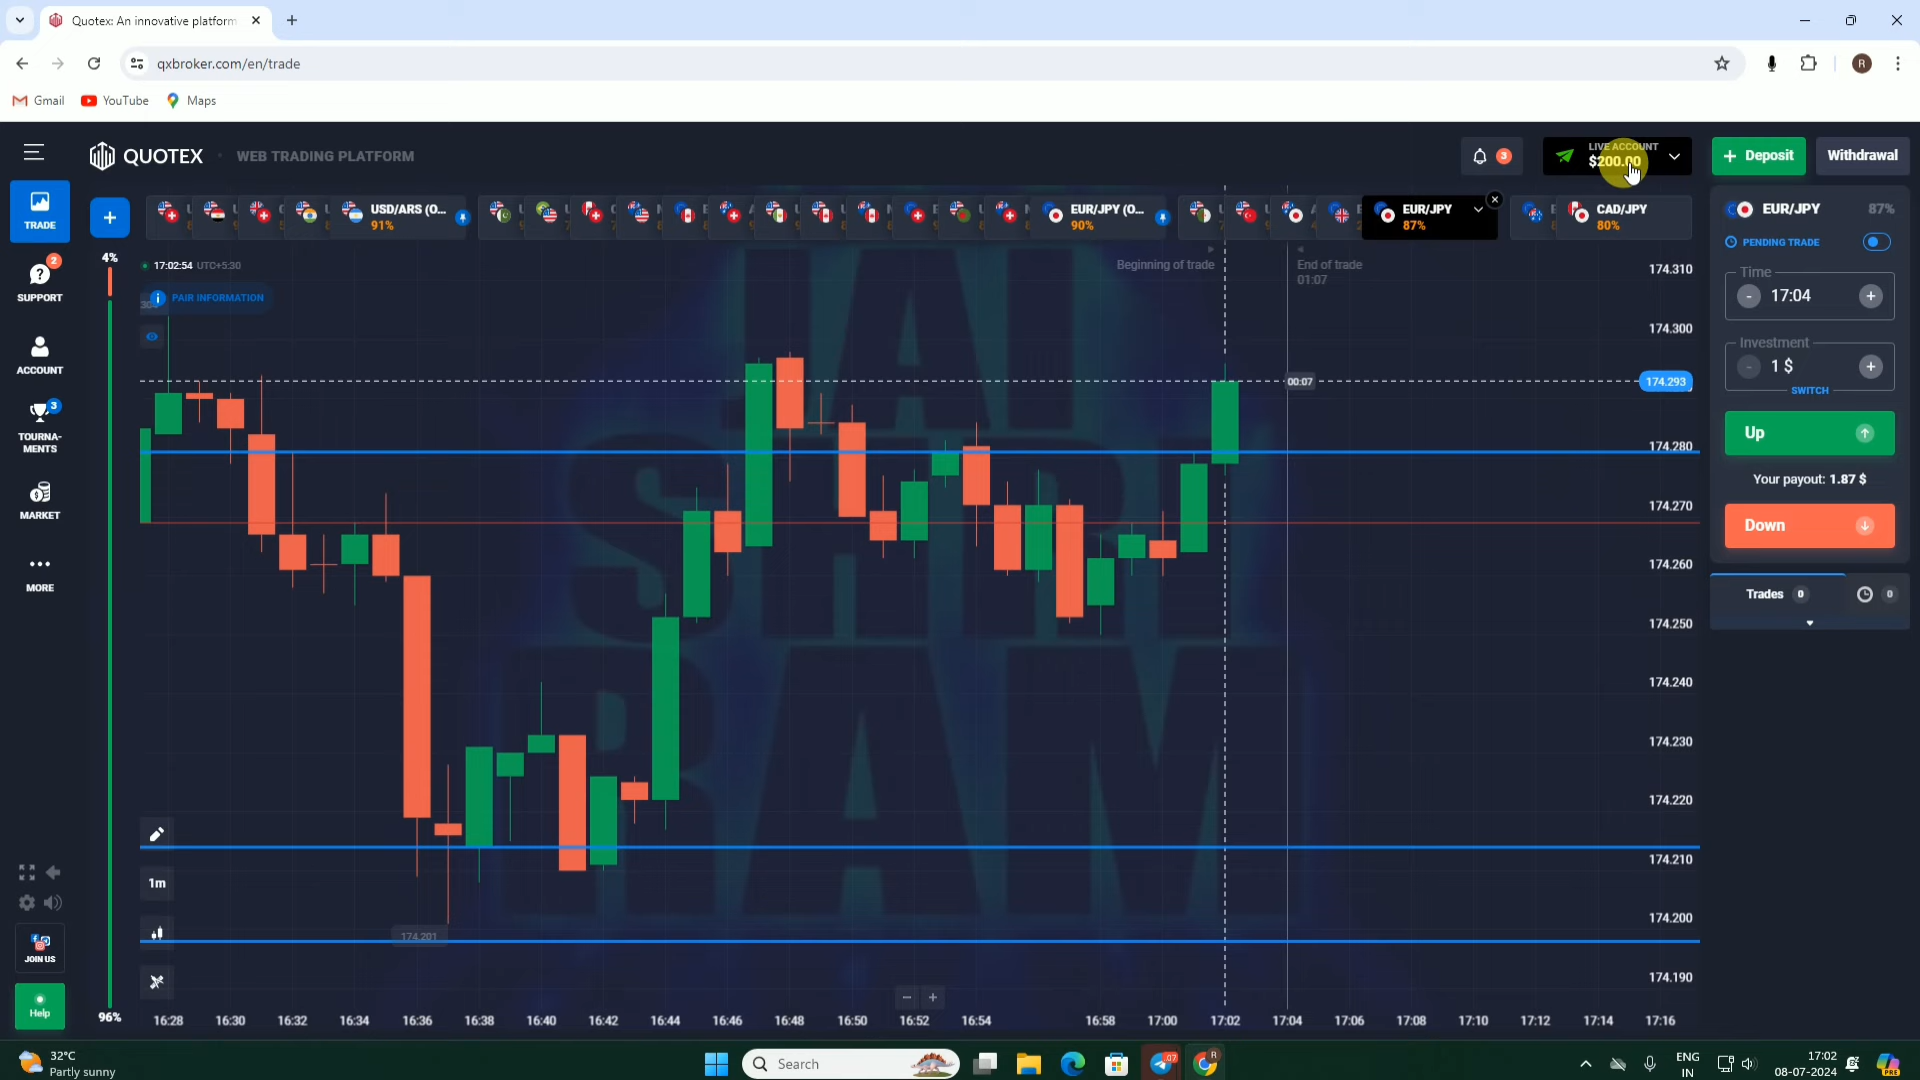 Quotex: An innovative platform
qxbroker.com/en/trade
R
Gmail
YouTube
Maps
QUOTEX
WEB TRADING PLATFORM
3
LIVE ACCOUNT
$200.00
+ Deposit
Withdrawal
TRADE
+
USD/ARS (O...
91%
EUR/JPY (O...
90%
EUR/JPY
87%
CAD/JPY
80%
EUR/JPY
87%
PENDING TRADE
Time
- 17:04 +
Investment
- 1 $ +
SWITCH
Up
Your payout: 1.87 $
Down
Trades 0
0
2
SUPPORT
ACCOUNT
3
TOURNA-
MENTS
MARKET
MORE
JOIN US
Help
4%
96%
17:02:54 UTC+5:30
PAIR INFORMATION
Beginning of trade
End of trade
01:07
00:07
JAI
SHRI
RAM
174.310
174.300
174.293
174.280
174.270
174.260
174.250
174.240
174.230
174.220
174.210
174.200
174.190
174.201
1m
- +
16:28
16:30
16:32
16:34
16:36
16:38
16:40
16:42
16:44
16:46
16:48
16:50
16:52
16:54
16:58
17:00
17:02
17:04
17:06
17:08
17:10
17:12
17:14
17:16
32°C
Partly sunny
Search
ENG
IN
17:02
08-07-2024